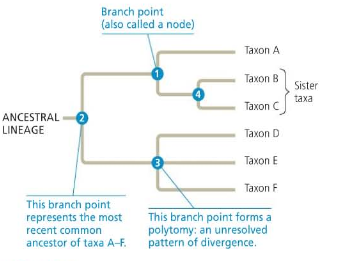 Branch point
(also called a node)
Taxon A
1
Taxon B
4
Sister
taxa
Taxon C
ANCESTRAL
LINEAGE
2
Taxon D
3
Taxon E
Taxon F
This branch point
represents the most
recent common
ancestor of taxa A–F.
This branch point forms a
polytomy: an unresolved
pattern of divergence.